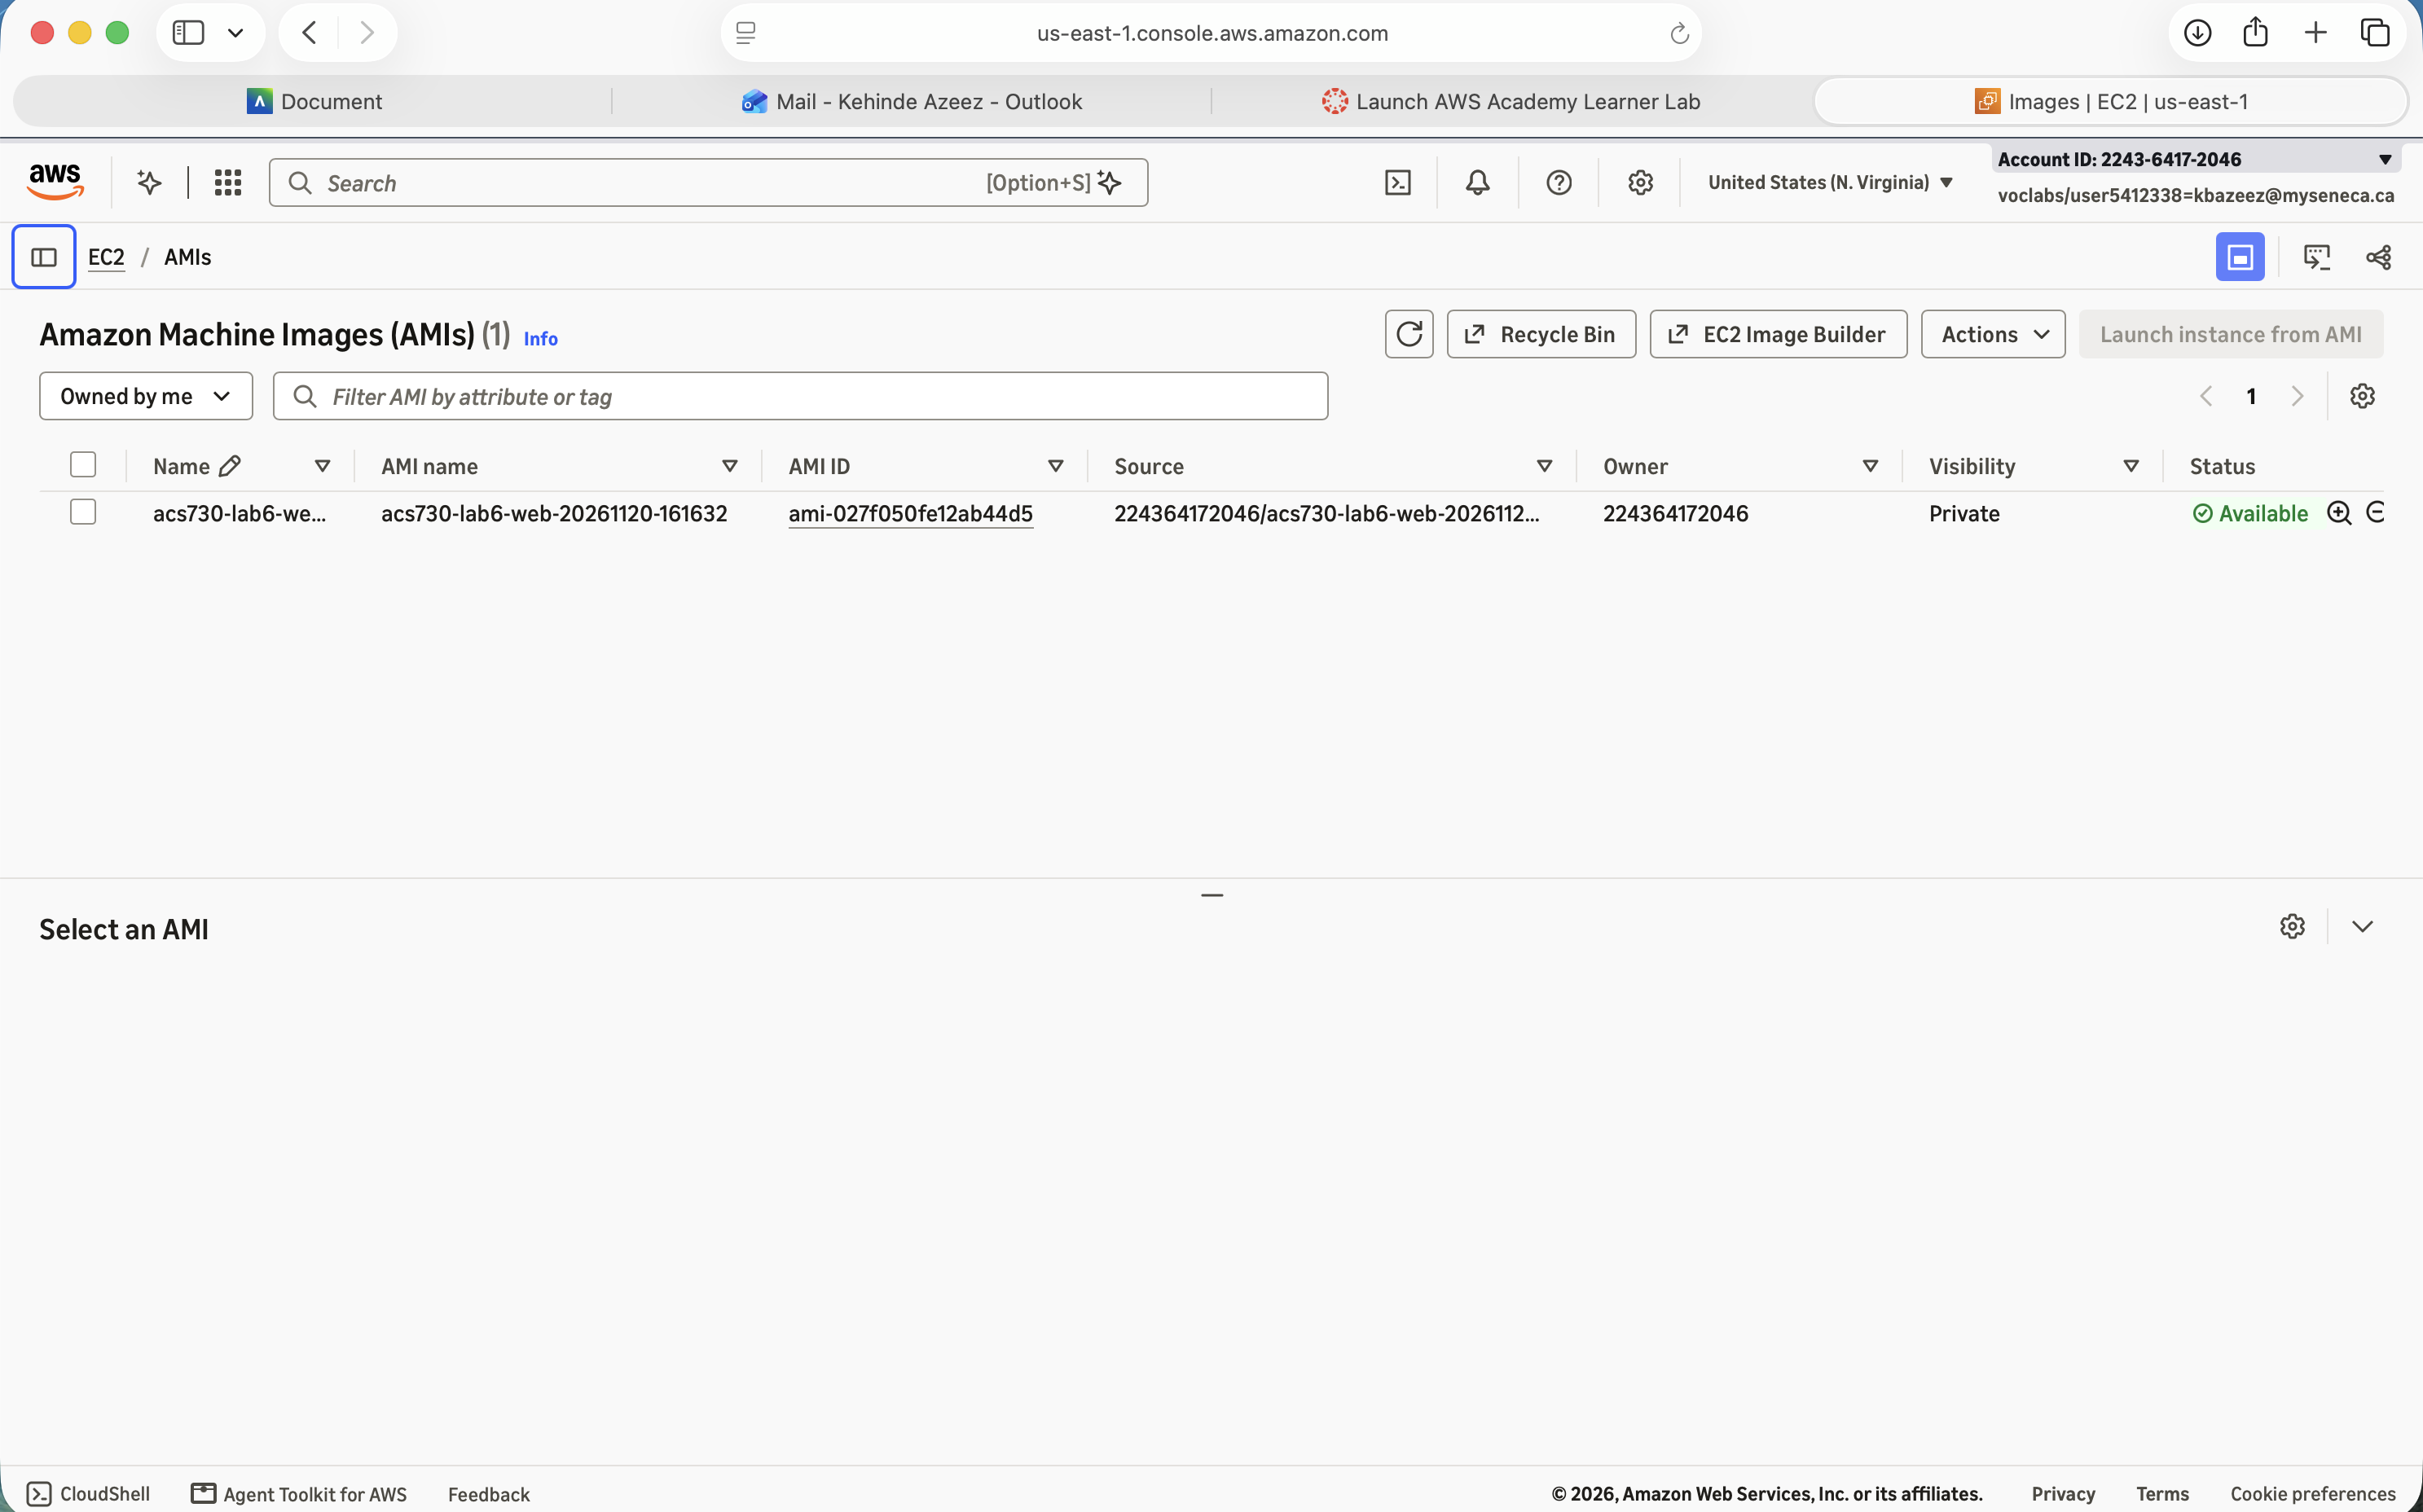 us-east-1.console.aws.amazon.com
Document
Mail - Kehinde Azeez - Outlook
Launch AWS Academy Learner Lab
Images | EC2 | us-east-1
aws
Search
[Option+S]
United States (N. Virginia)
Account ID: 2243-6417-2046
voclabs/user5412338=kbazeez@myseneca.ca
EC2 / AMIs
Amazon Machine Images (AMIs) (1) Info
Recycle Bin
EC2 Image Builder
Actions
Launch instance from AMI
Owned by me
Filter AMI by attribute or tag
1
Name
AMI name
AMI ID
Source
Owner
Visibility
Status
acs730-lab6-we...
acs730-lab6-web-20261120-161632
ami-027f050fe12ab44d5
224364172046/acs730-lab6-web-2026112...
224364172046
Private
Available
Select an AMI
CloudShell
Agent Toolkit for AWS
Feedback
© 2026, Amazon Web Services, Inc. or its affiliates.
Privacy
Terms
Cookie preferences